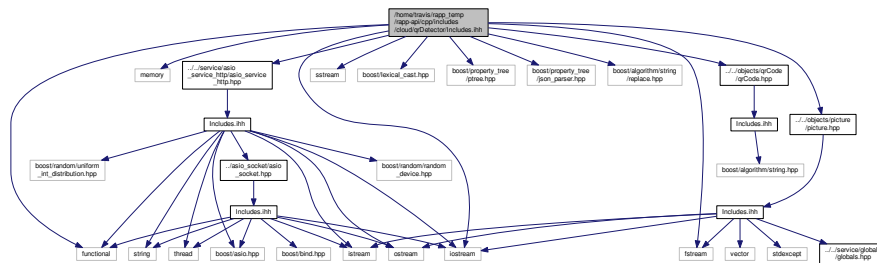 /home/travis/rapp_temp
/rapp-api/cpp/includes
/cloud/qrDetector/Includes.ihh
memory
../../service/asio
_service_http/asio_service
_http.hpp
sstream
boost/lexical_cast.hpp
boost/property_tree
/ptree.hpp
boost/property_tree
/json_parser.hpp
boost/algorithm/string
/replace.hpp
../../objects/qrCode
/qrCode.hpp
Includes.ihh
Includes.ihh
../../objects/picture
/picture.hpp
boost/random/uniform
_int_distribution.hpp
../asio_socket/asio
_socket.hpp
boost/random/random
_device.hpp
boost/algorithm/string.hpp
Includes.ihh
Includes.ihh
functional
string
thread
boost/asio.hpp
boost/bind.hpp
istream
ostream
iostream
fstream
vector
stdexcept
../../service/globals
/globals.hpp